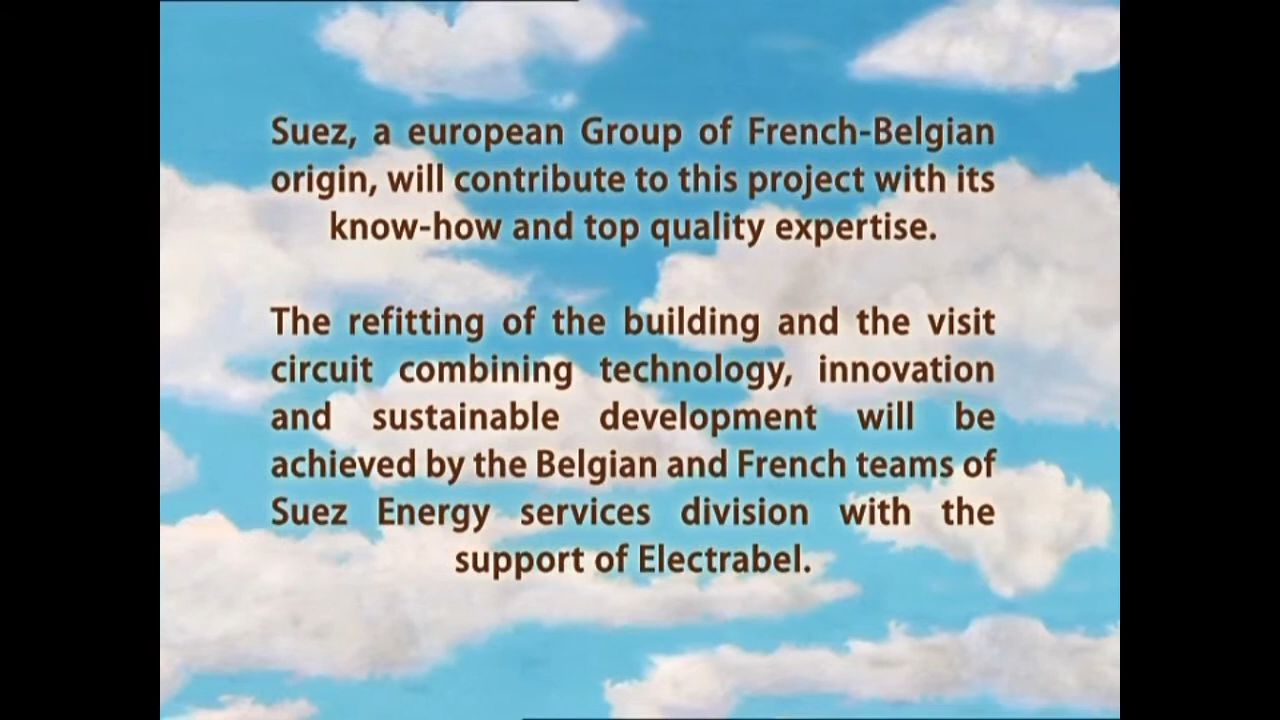 Suez, a european Group of French-Belgian
origin, will contribute to this project with its
know-how and top quality expertise.
The refitting of the building and the visit
circuit combining technology, innovation
and sustainable development will be
achieved by the Belgian and French teams of
Suez Energy services division with the
support of Electrabel.